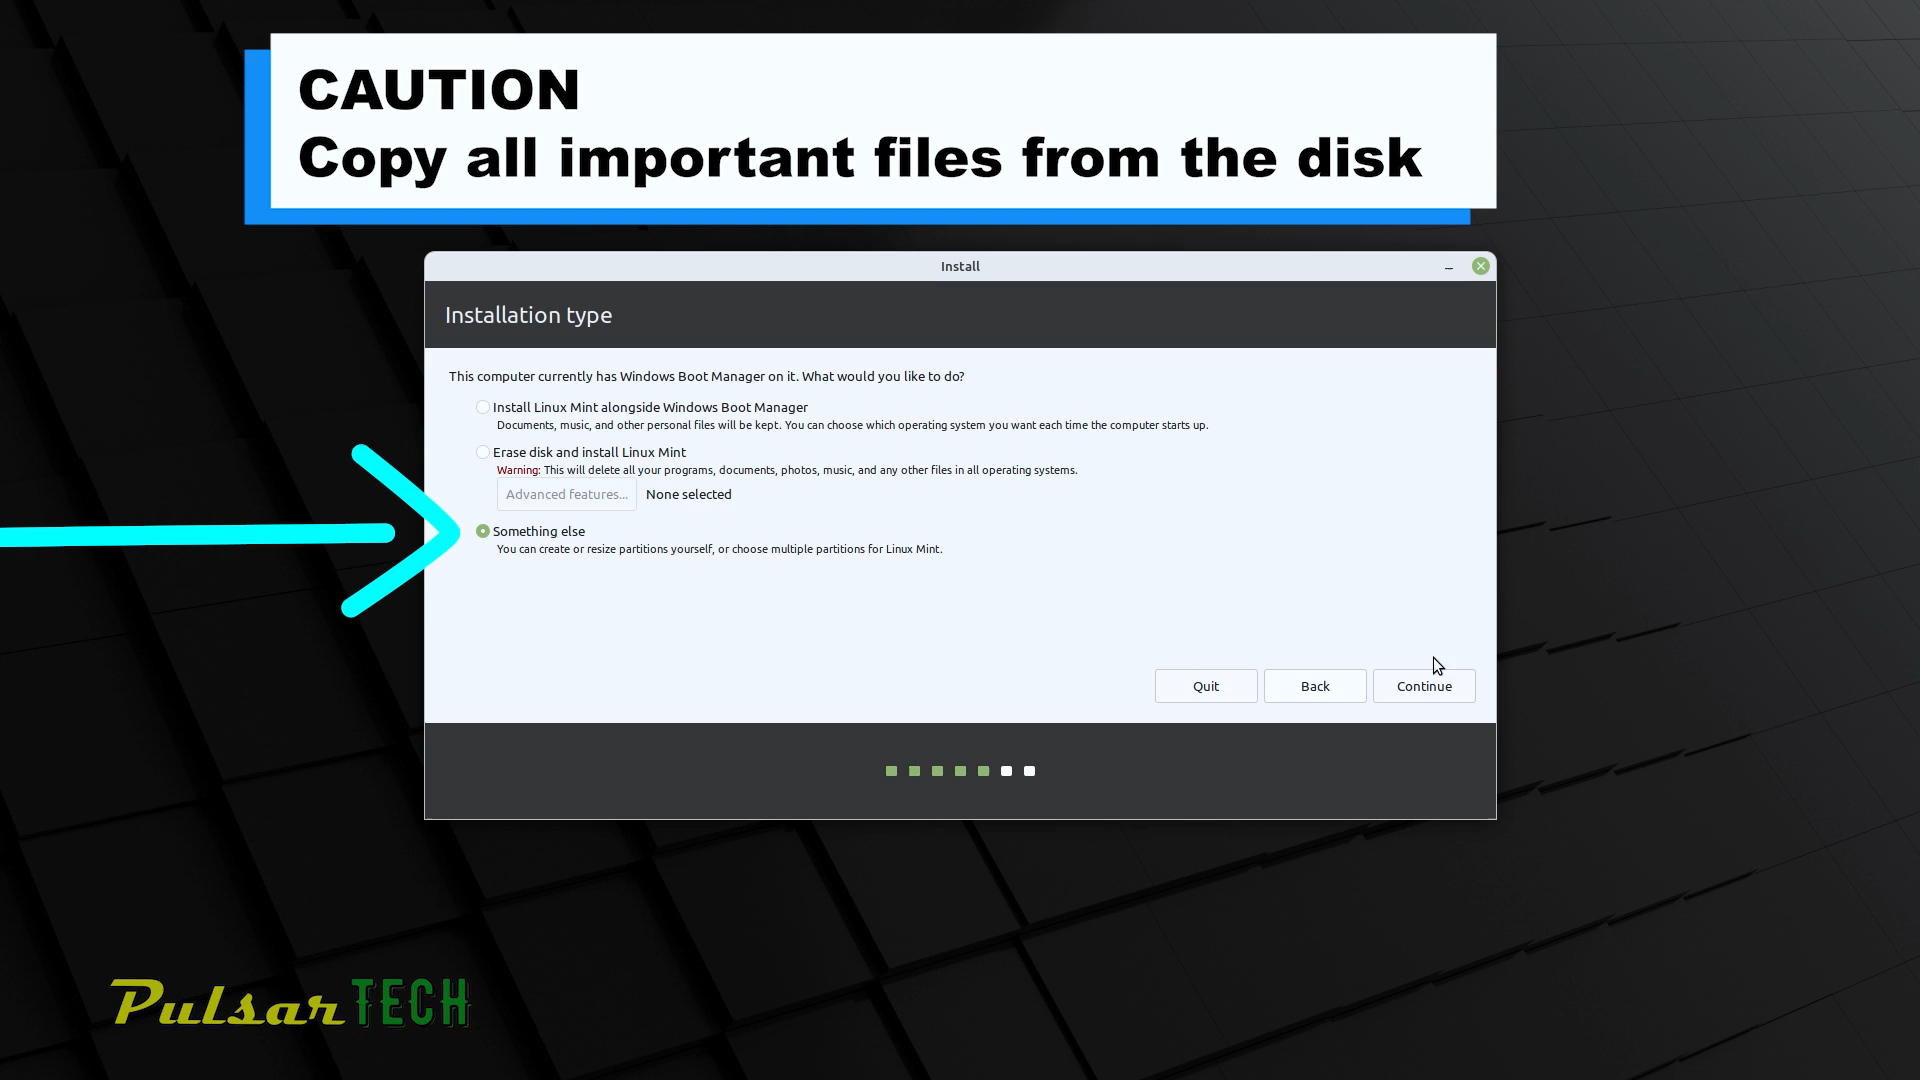 CAUTION
Copy all important files from the disk
Install
Installation type
This computer currently has Windows Boot Manager on it. What would you like to do?
Install Linux Mint alongside Windows Boot Manager
Documents, music, and other personal files will be kept. You can choose which operating system you want each time the computer starts up.
Erase disk and install Linux Mint
Warning: This will delete all your programs, documents, photos, music, and any other files in all operating systems.
Advanced features... None selected
Something else
You can create or resize partitions yourself, or choose multiple partitions for Linux Mint.
Quit Back Continue
Pulsar TECH